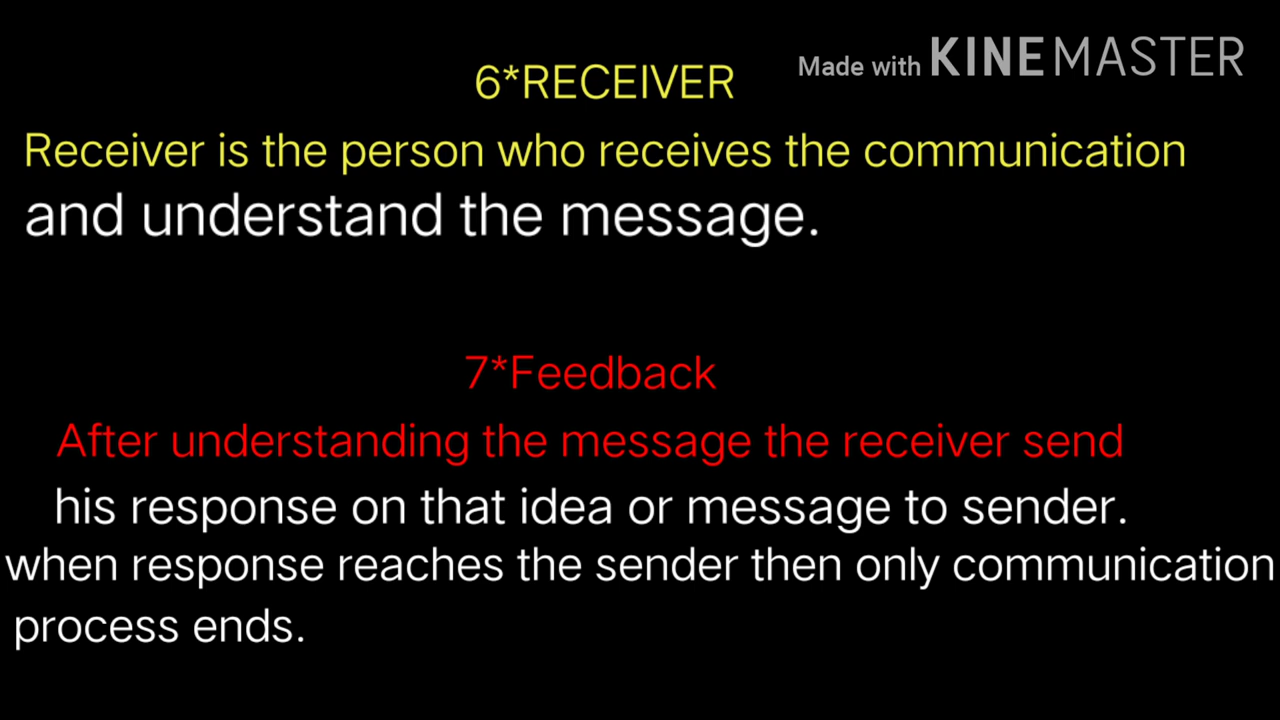 Made with KINEMASTER
6*RECEIVER
Receiver is the person who receives the communication
and understand the message.
7*Feedback
After understanding the message the receiver send
his response on that idea or message to sender.
when response reaches the sender then only communication
process ends.